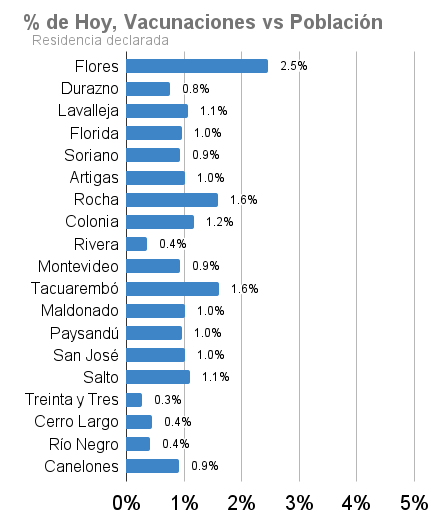 % de Hoy, Vacunaciones vs Población
Residencia declarada
Flores 2.5%
Durazno 0.8%
Lavalleja 1.1%
Florida 1.0%
Soriano 0.9%
Artigas 1.0%
Rocha 1.6%
Colonia 1.2%
Rivera 0.4%
Montevideo 0.9%
Tacuarembó 1.6%
Maldonado 1.0%
Paysandú 1.0%
San José 1.0%
Salto 1.1%
Treinta y Tres 0.3%
Cerro Largo 0.4%
Río Negro 0.4%
Canelones 0.9%
0% 1% 2% 3% 4% 5%